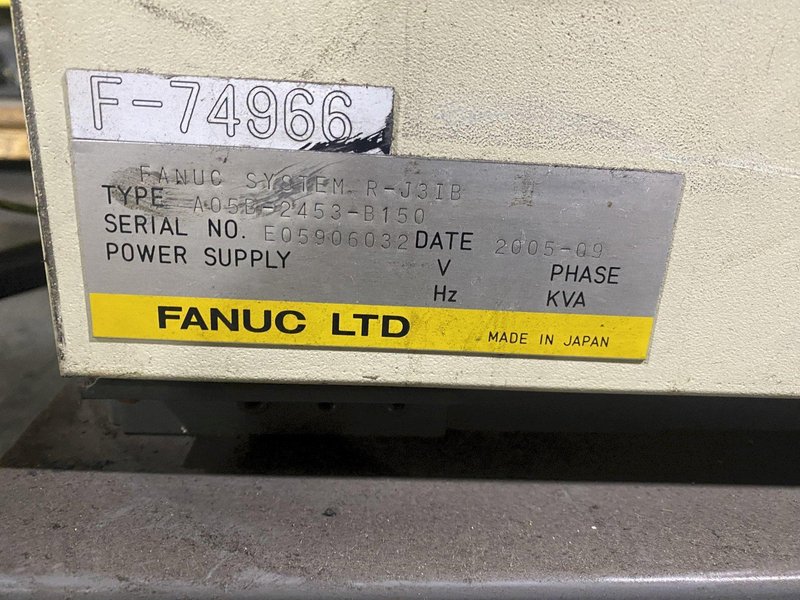 F-74966
FANUC SYSTEM R-J3IB
TYPE A05B-2453-B150
SERIAL NO. E05906032 DATE 2005-09
POWER SUPPLY V PHASE
Hz KVA
FANUC LTD MADE IN JAPAN